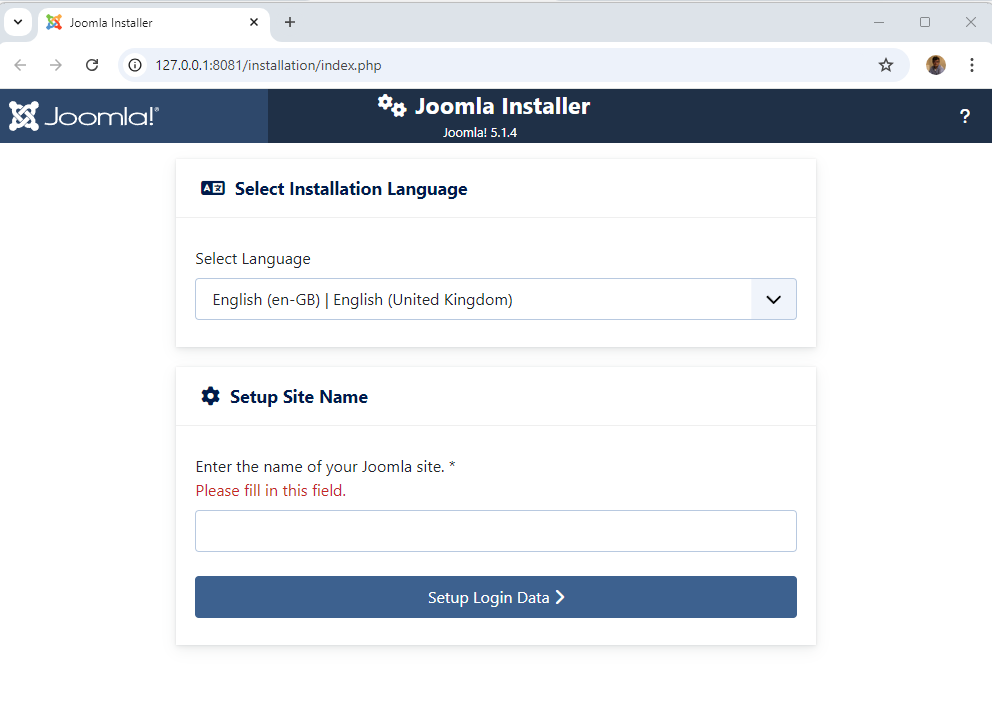 Joomla Installer
127.0.0.1:8081/installation/index.php
Joomla!®
Joomla Installer
Joomla! 5.1.4
?
Select Installation Language
Select Language
English (en-GB) | English (United Kingdom)
Setup Site Name
Enter the name of your Joomla site. *
Please fill in this field.
Setup Login Data